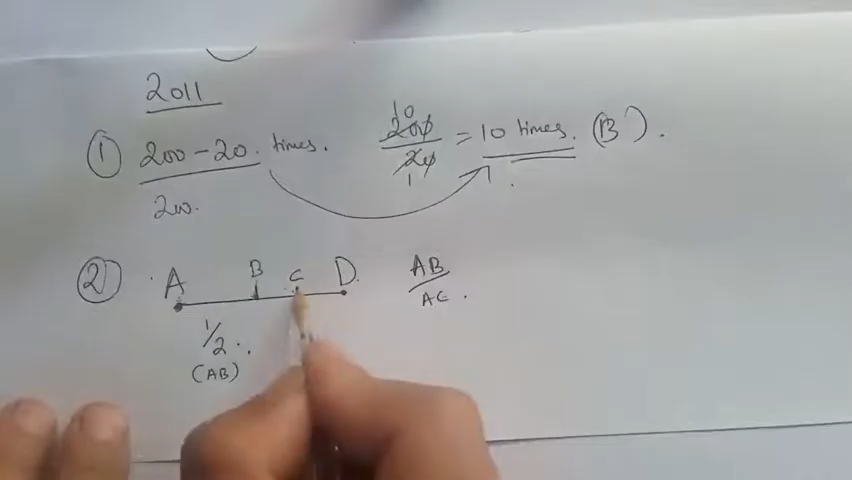 2011
1 200-20. times. 10 200/20 1 = 10 times. (B).
200.
2 A B C D AB/AC.
1/2.
(AB)